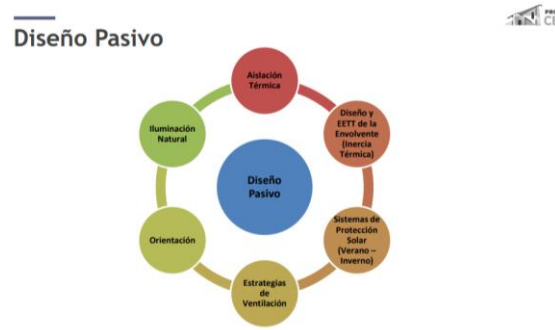 Diseño Pasivo
Aislación
Térmica
Diseño y
EETT de la
Envolvente
(Inercia
Térmica)
Sistemas de
Protección
Solar
(Verano –
Inverno)
Estrategias
de
Ventilación
Orientación
Iluminación
Natural
Diseño
Pasivo